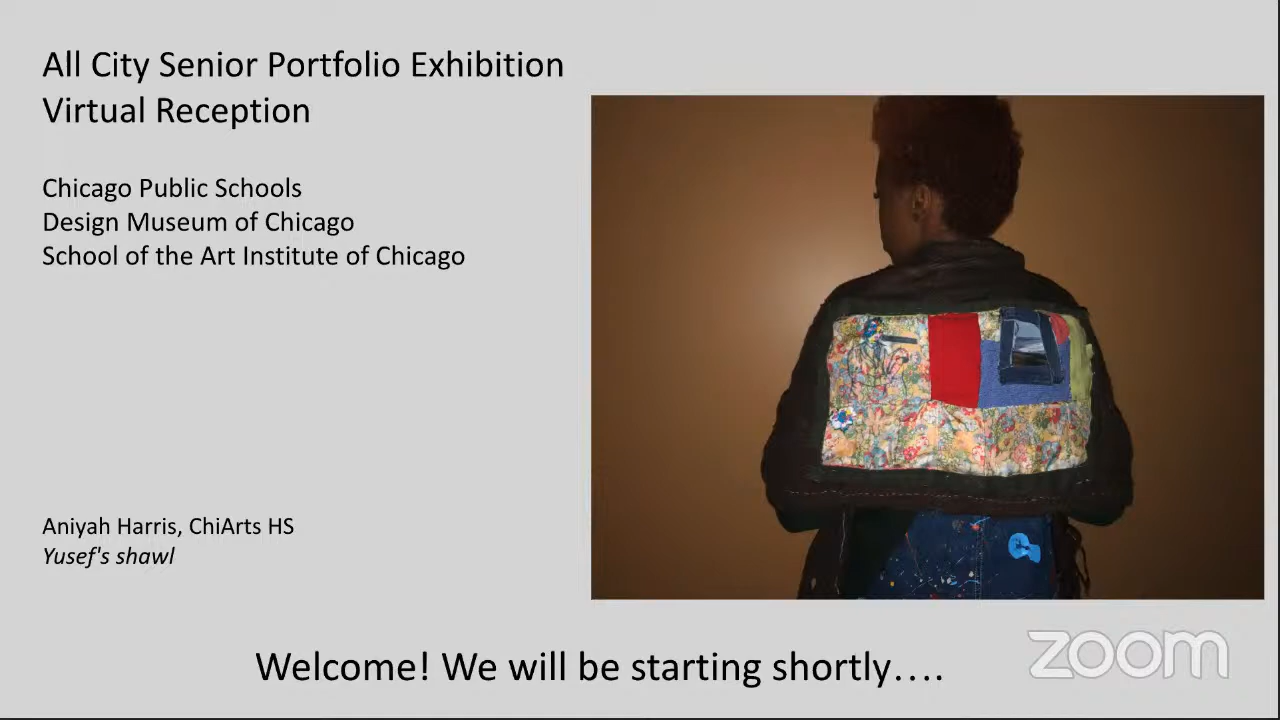 All City Senior Portfolio Exhibition
Virtual Reception
Chicago Public Schools
Design Museum of Chicago
School of the Art Institute of Chicago
Aniyah Harris, ChiArts HS
Yusef's shawl
Welcome! We will be starting shortly....
zoom